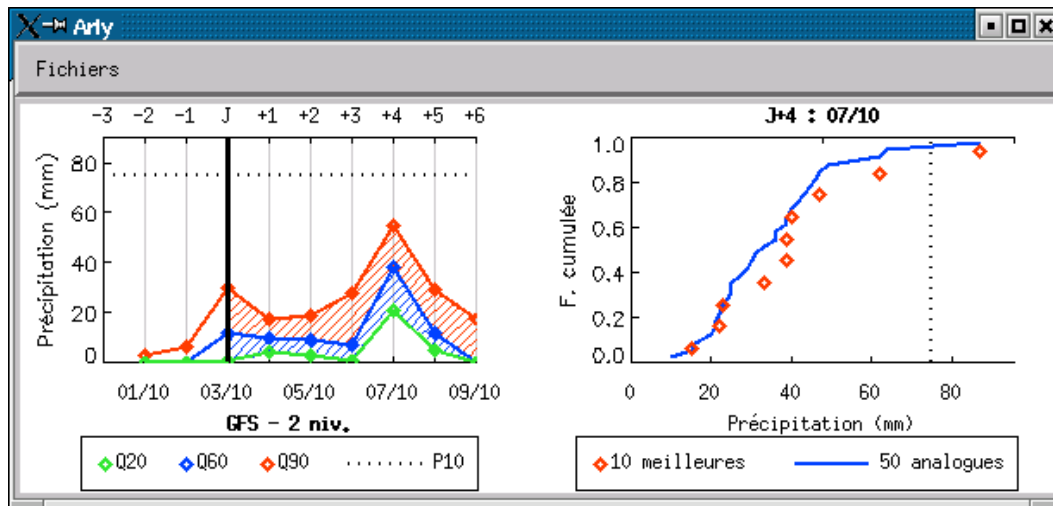 Arly
Fichiers
-3 -2 -1 J +1 +2 +3 +4 +5 +6
Précipitation (mm)
80
60
40
20
0
01/10 03/10 05/10 07/10 09/10
GFS - 2 niv.
Q20 Q60 Q90 P10
J+4 : 07/10
F. cumulée
1.0
0.8
0.6
0.4
0.2
0.0
0 20 40 60 80
Précipitation (mm)
10 meilleures 50 analogues